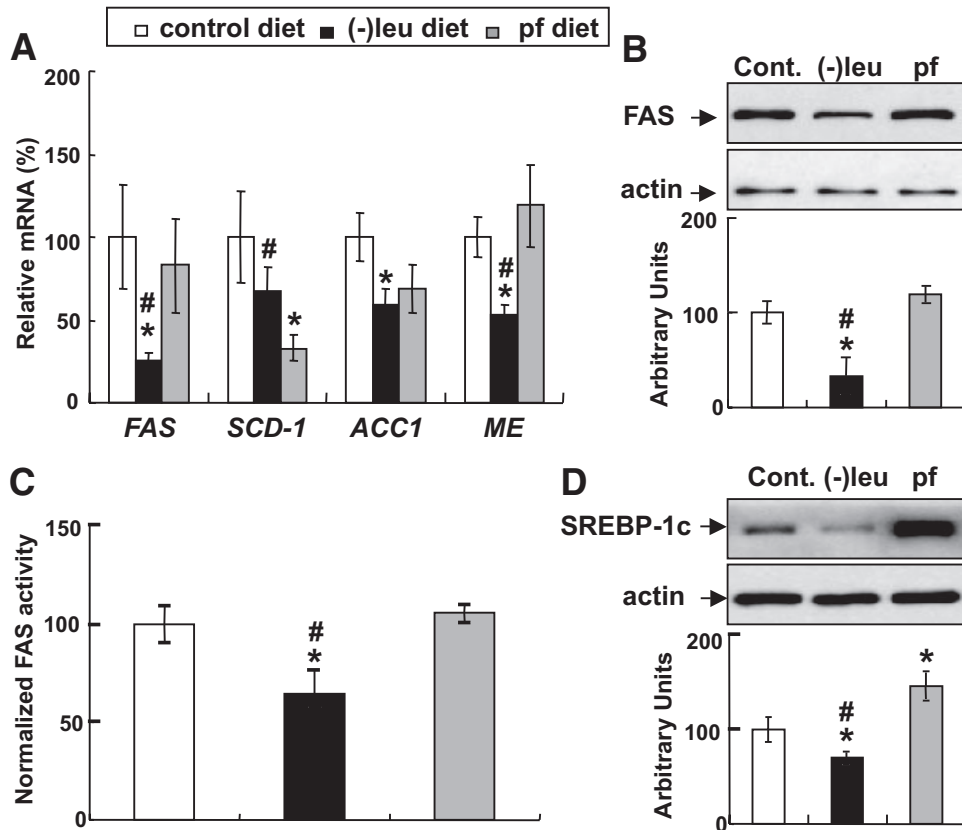 control diet (-)leu diet pf diet
A
200
150
100
50
0
Relative mRNA (%)
#
*
#
*
*
#
*
FAS SCD-1 ACC1 ME
B
Cont. (-)leu pf
FAS
actin
200
100
0
Arbitrary Units
#
*
C
150
100
50
0
Normalized FAS activity
#
*
D
Cont. (-)leu pf
SREBP-1c
actin
200
100
0
Arbitrary Units
#
*
*